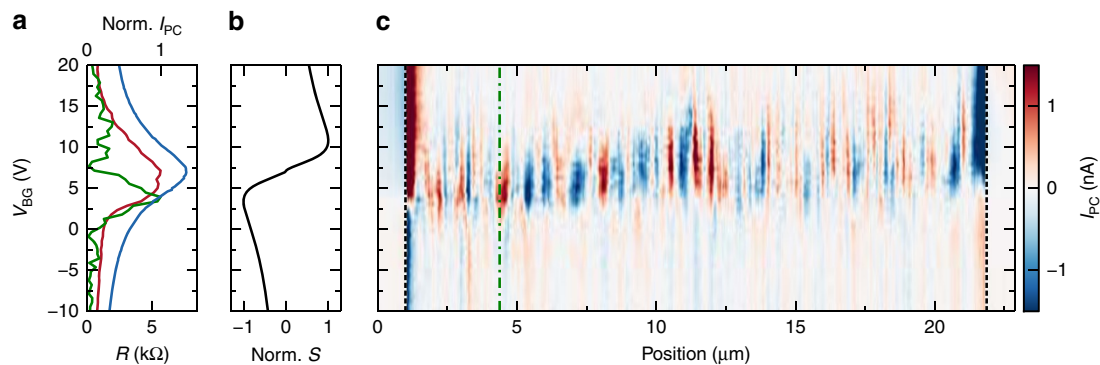 a
Norm. I_PC
0 1
20
15
10
5
0
−5
−10
V_BG (V)
0 5
R (kΩ)
b
−1 0 1
Norm. S
c
0 5 10 15 20
Position (μm)
1
0
−1
I_PC (nA)